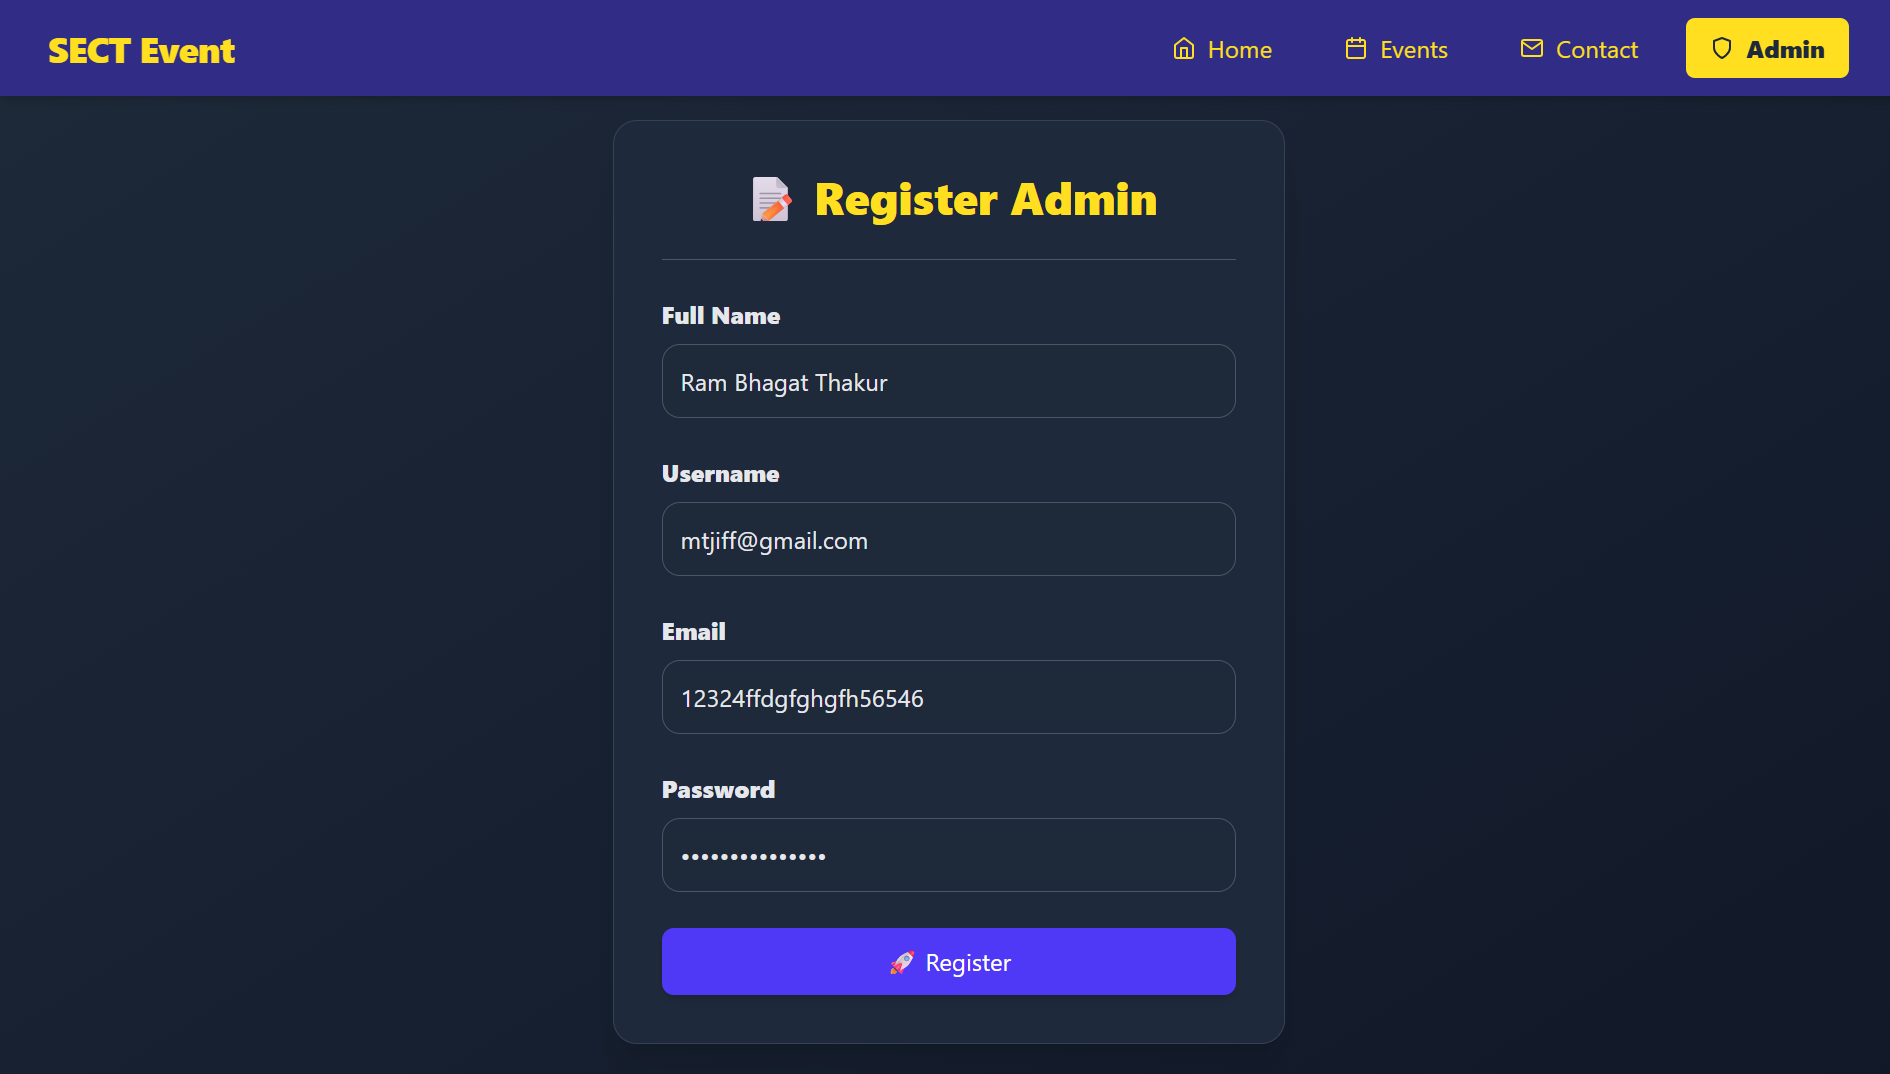 SECT Event
Home
Events
Contact
Admin
Register Admin
Full Name
Ram Bhagat Thakur
Username
mtjiff@gmail.com
Email
12324ffdgfghgfh56546
Password
•••••••••••••••
Register